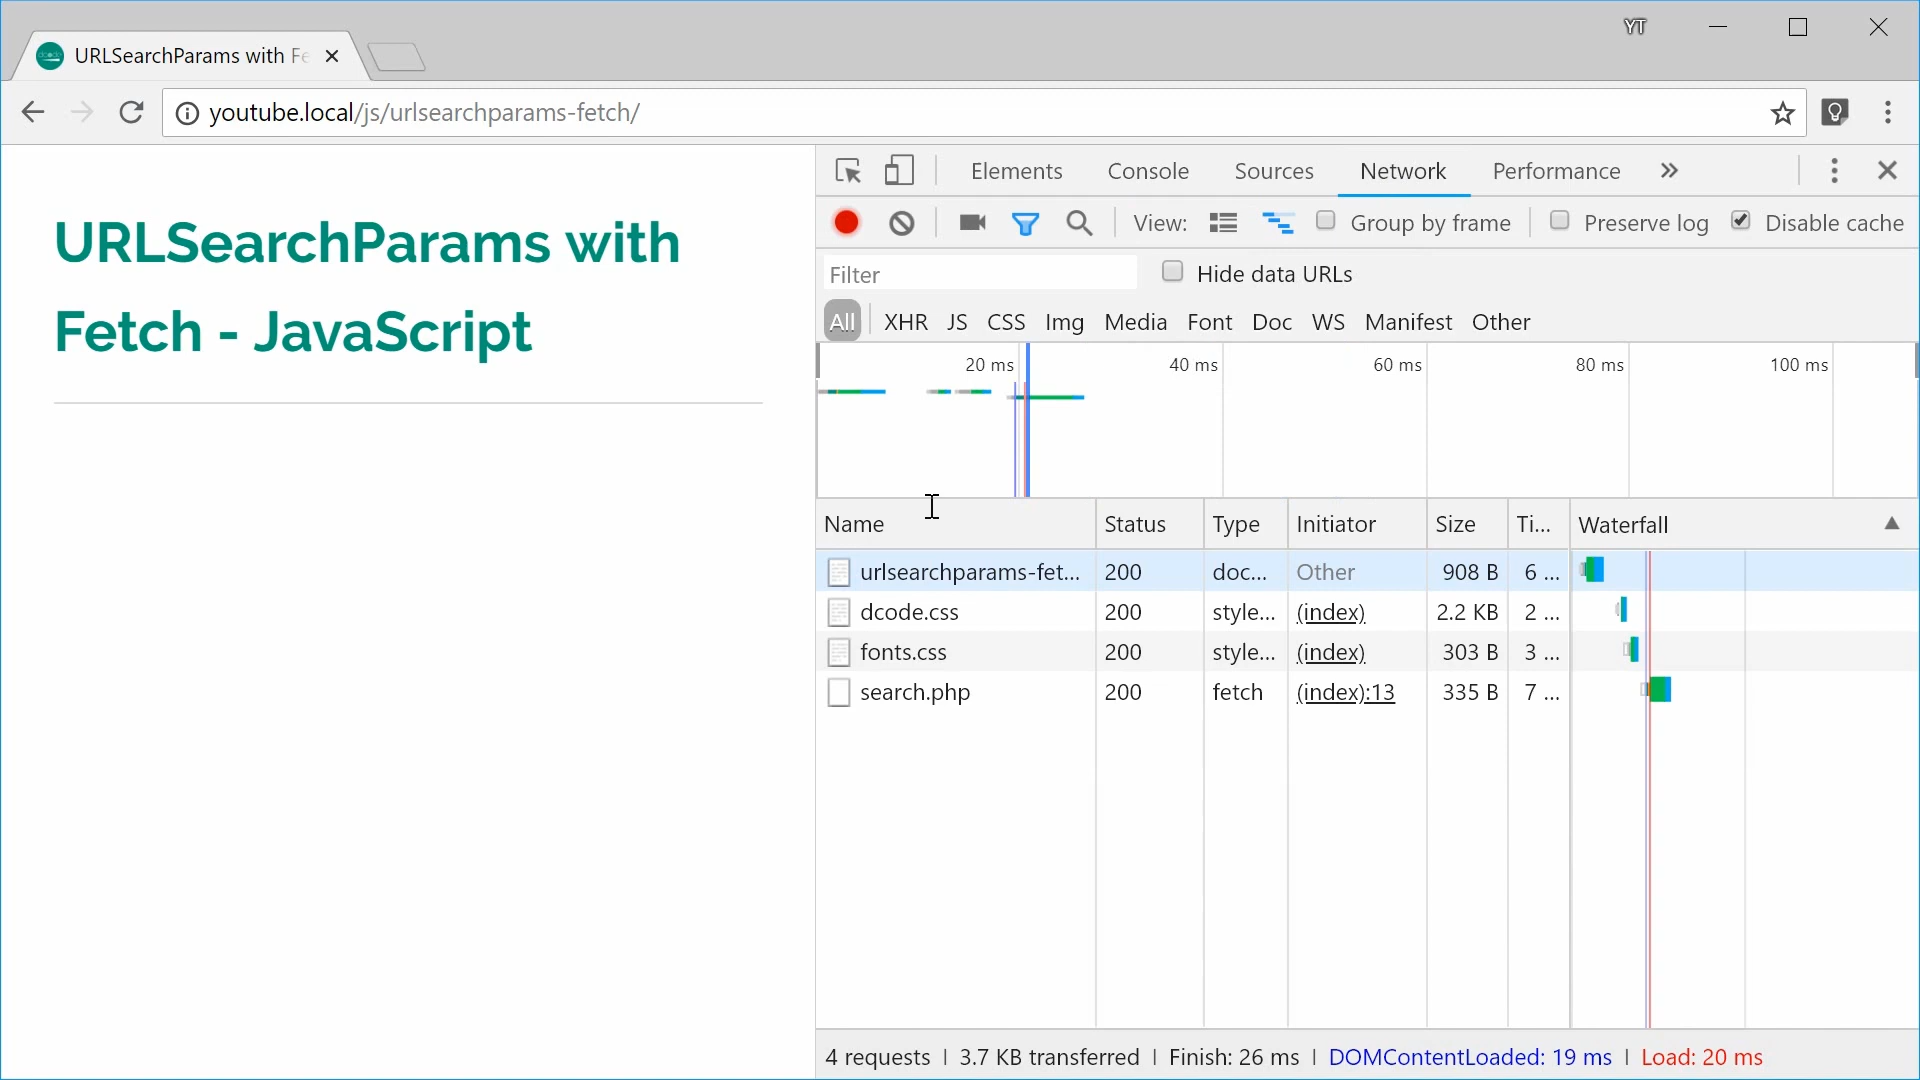 YT
URLSearchParams with Fe
youtube.local/js/urlsearchparams-fetch/
URLSearchParams with
Fetch - JavaScript
Elements Console Sources Network Performance »
View: Group by frame Preserve log Disable cache
Filter Hide data URLs
All XHR JS CSS Img Media Font Doc WS Manifest Other
20 ms 40 ms 60 ms 80 ms 100 ms
Name Status Type Initiator Size Ti... Waterfall
urlsearchparams-fet... 200 doc... Other 908 B 6 ...
dcode.css 200 style... (index) 2.2 KB 2 ...
fonts.css 200 style... (index) 303 B 3 ...
search.php 200 fetch (index):13 335 B 7 ...
4 requests | 3.7 KB transferred | Finish: 26 ms | DOMContentLoaded: 19 ms | Load: 20 ms